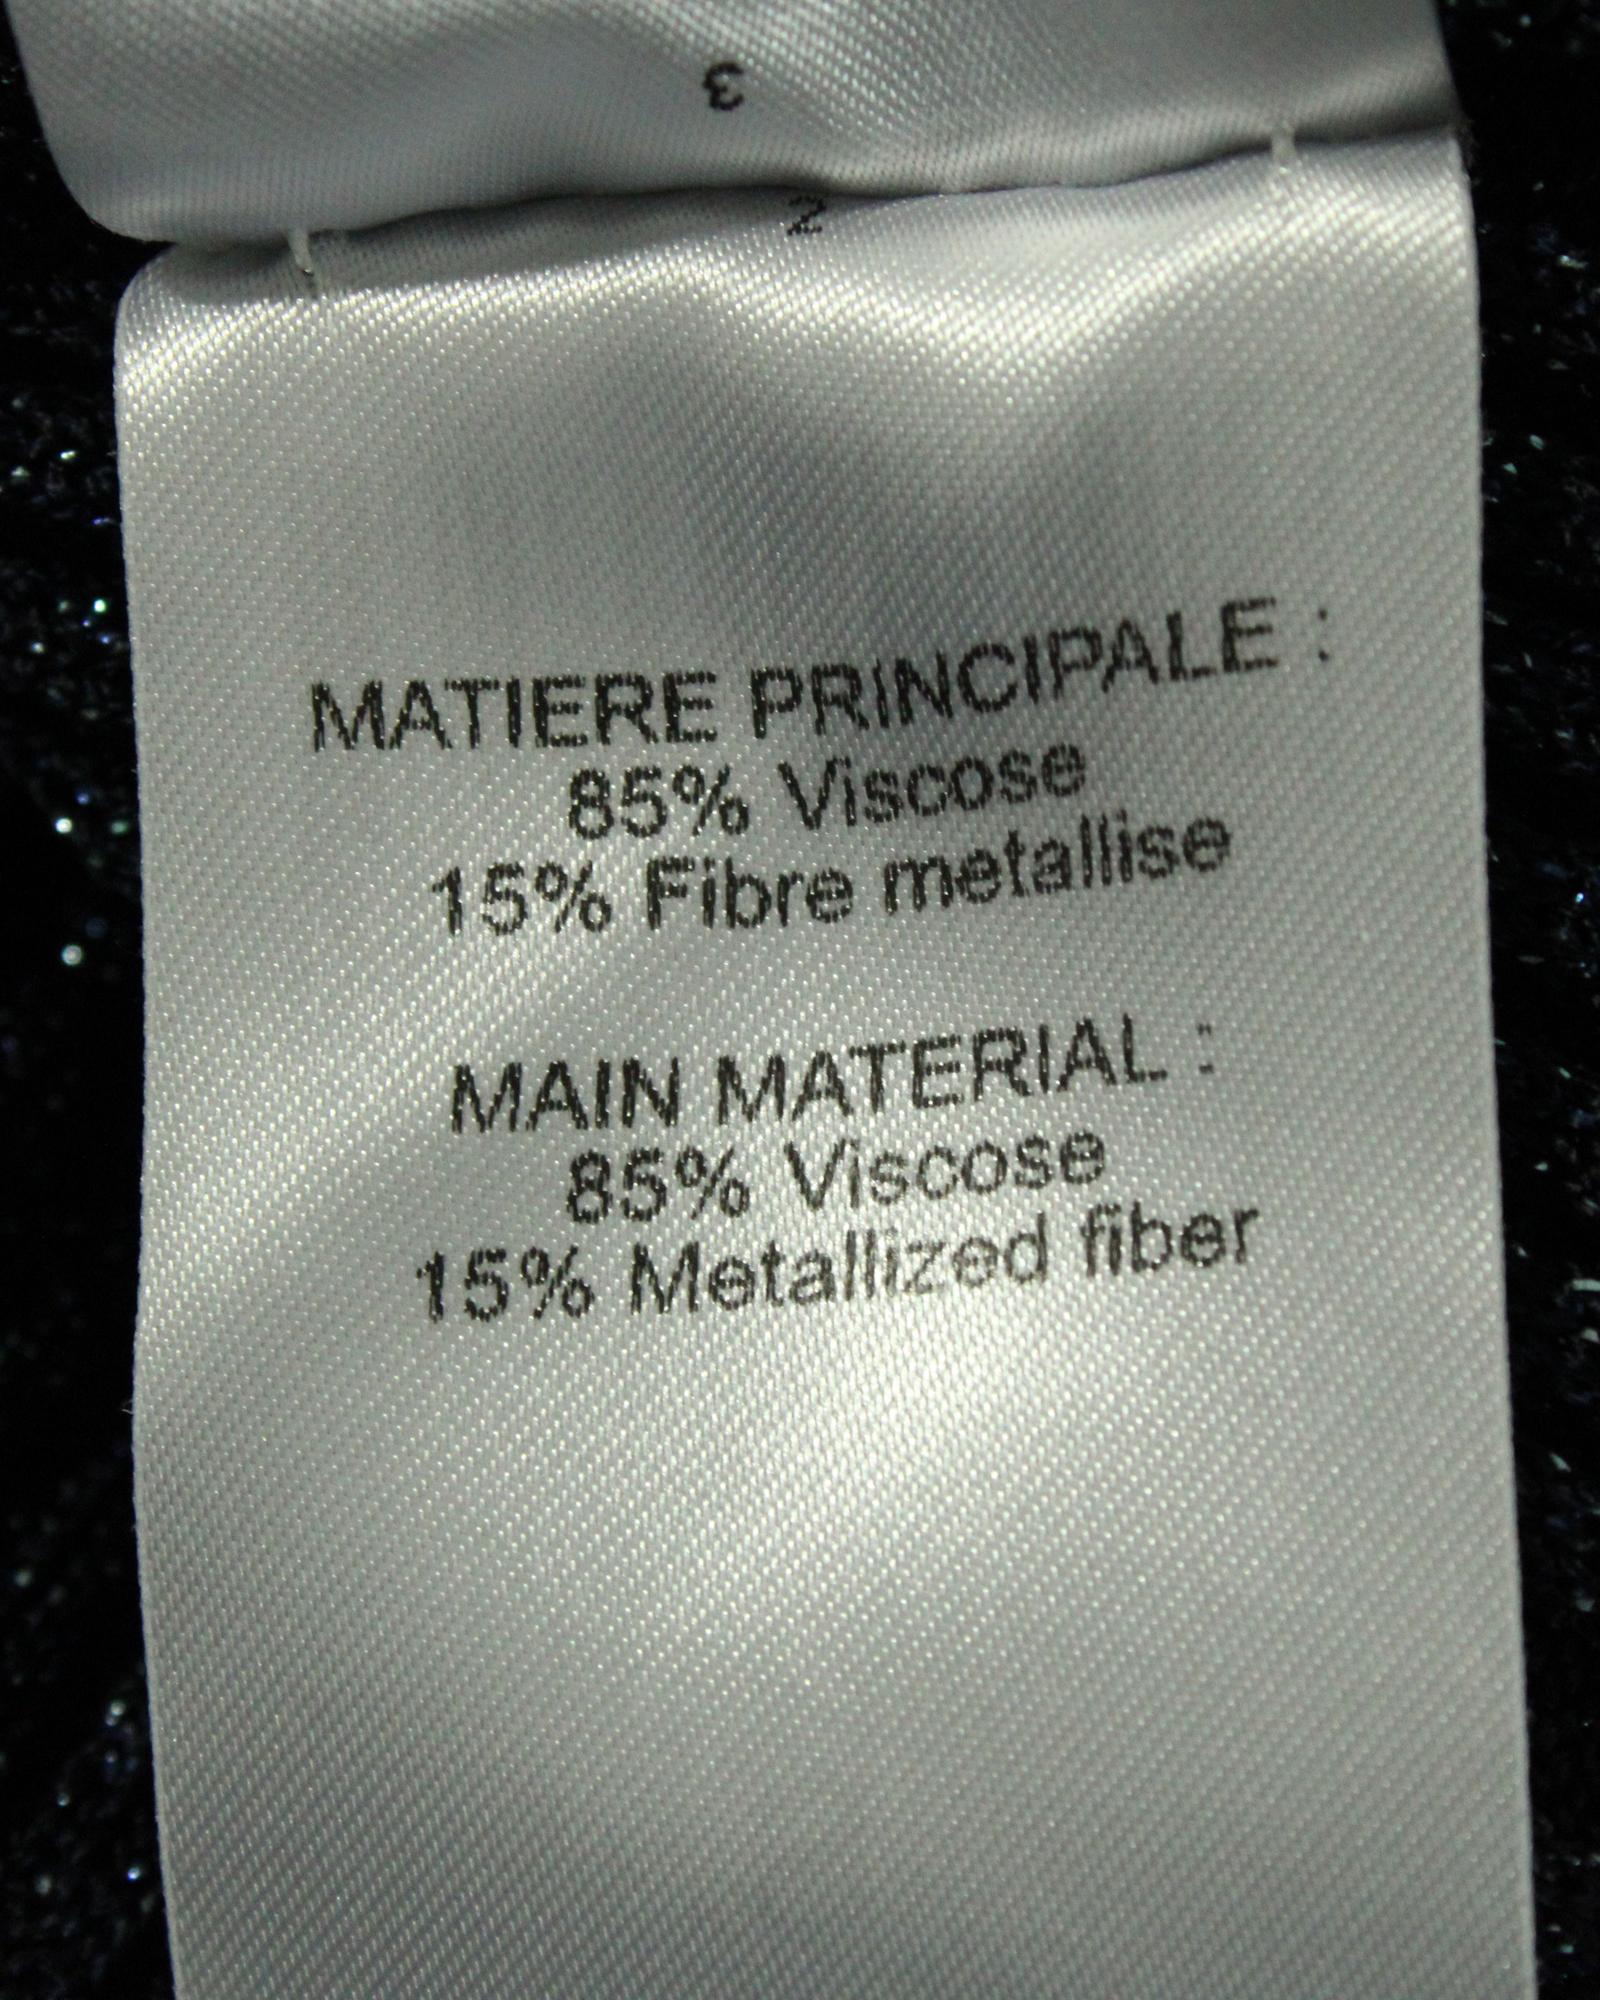 3
2
MATIERE PRINCIPALE :
85% Viscose
15% Fibre metallise
MAIN MATERIAL :
85% Viscose
15% Metallized fiber